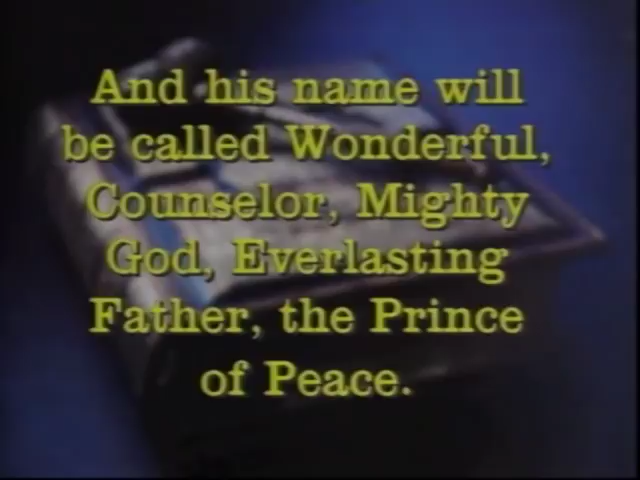 And his name will
be called Wonderful,
Counselor, Mighty
God, Everlasting
Father, the Prince
of Peace.